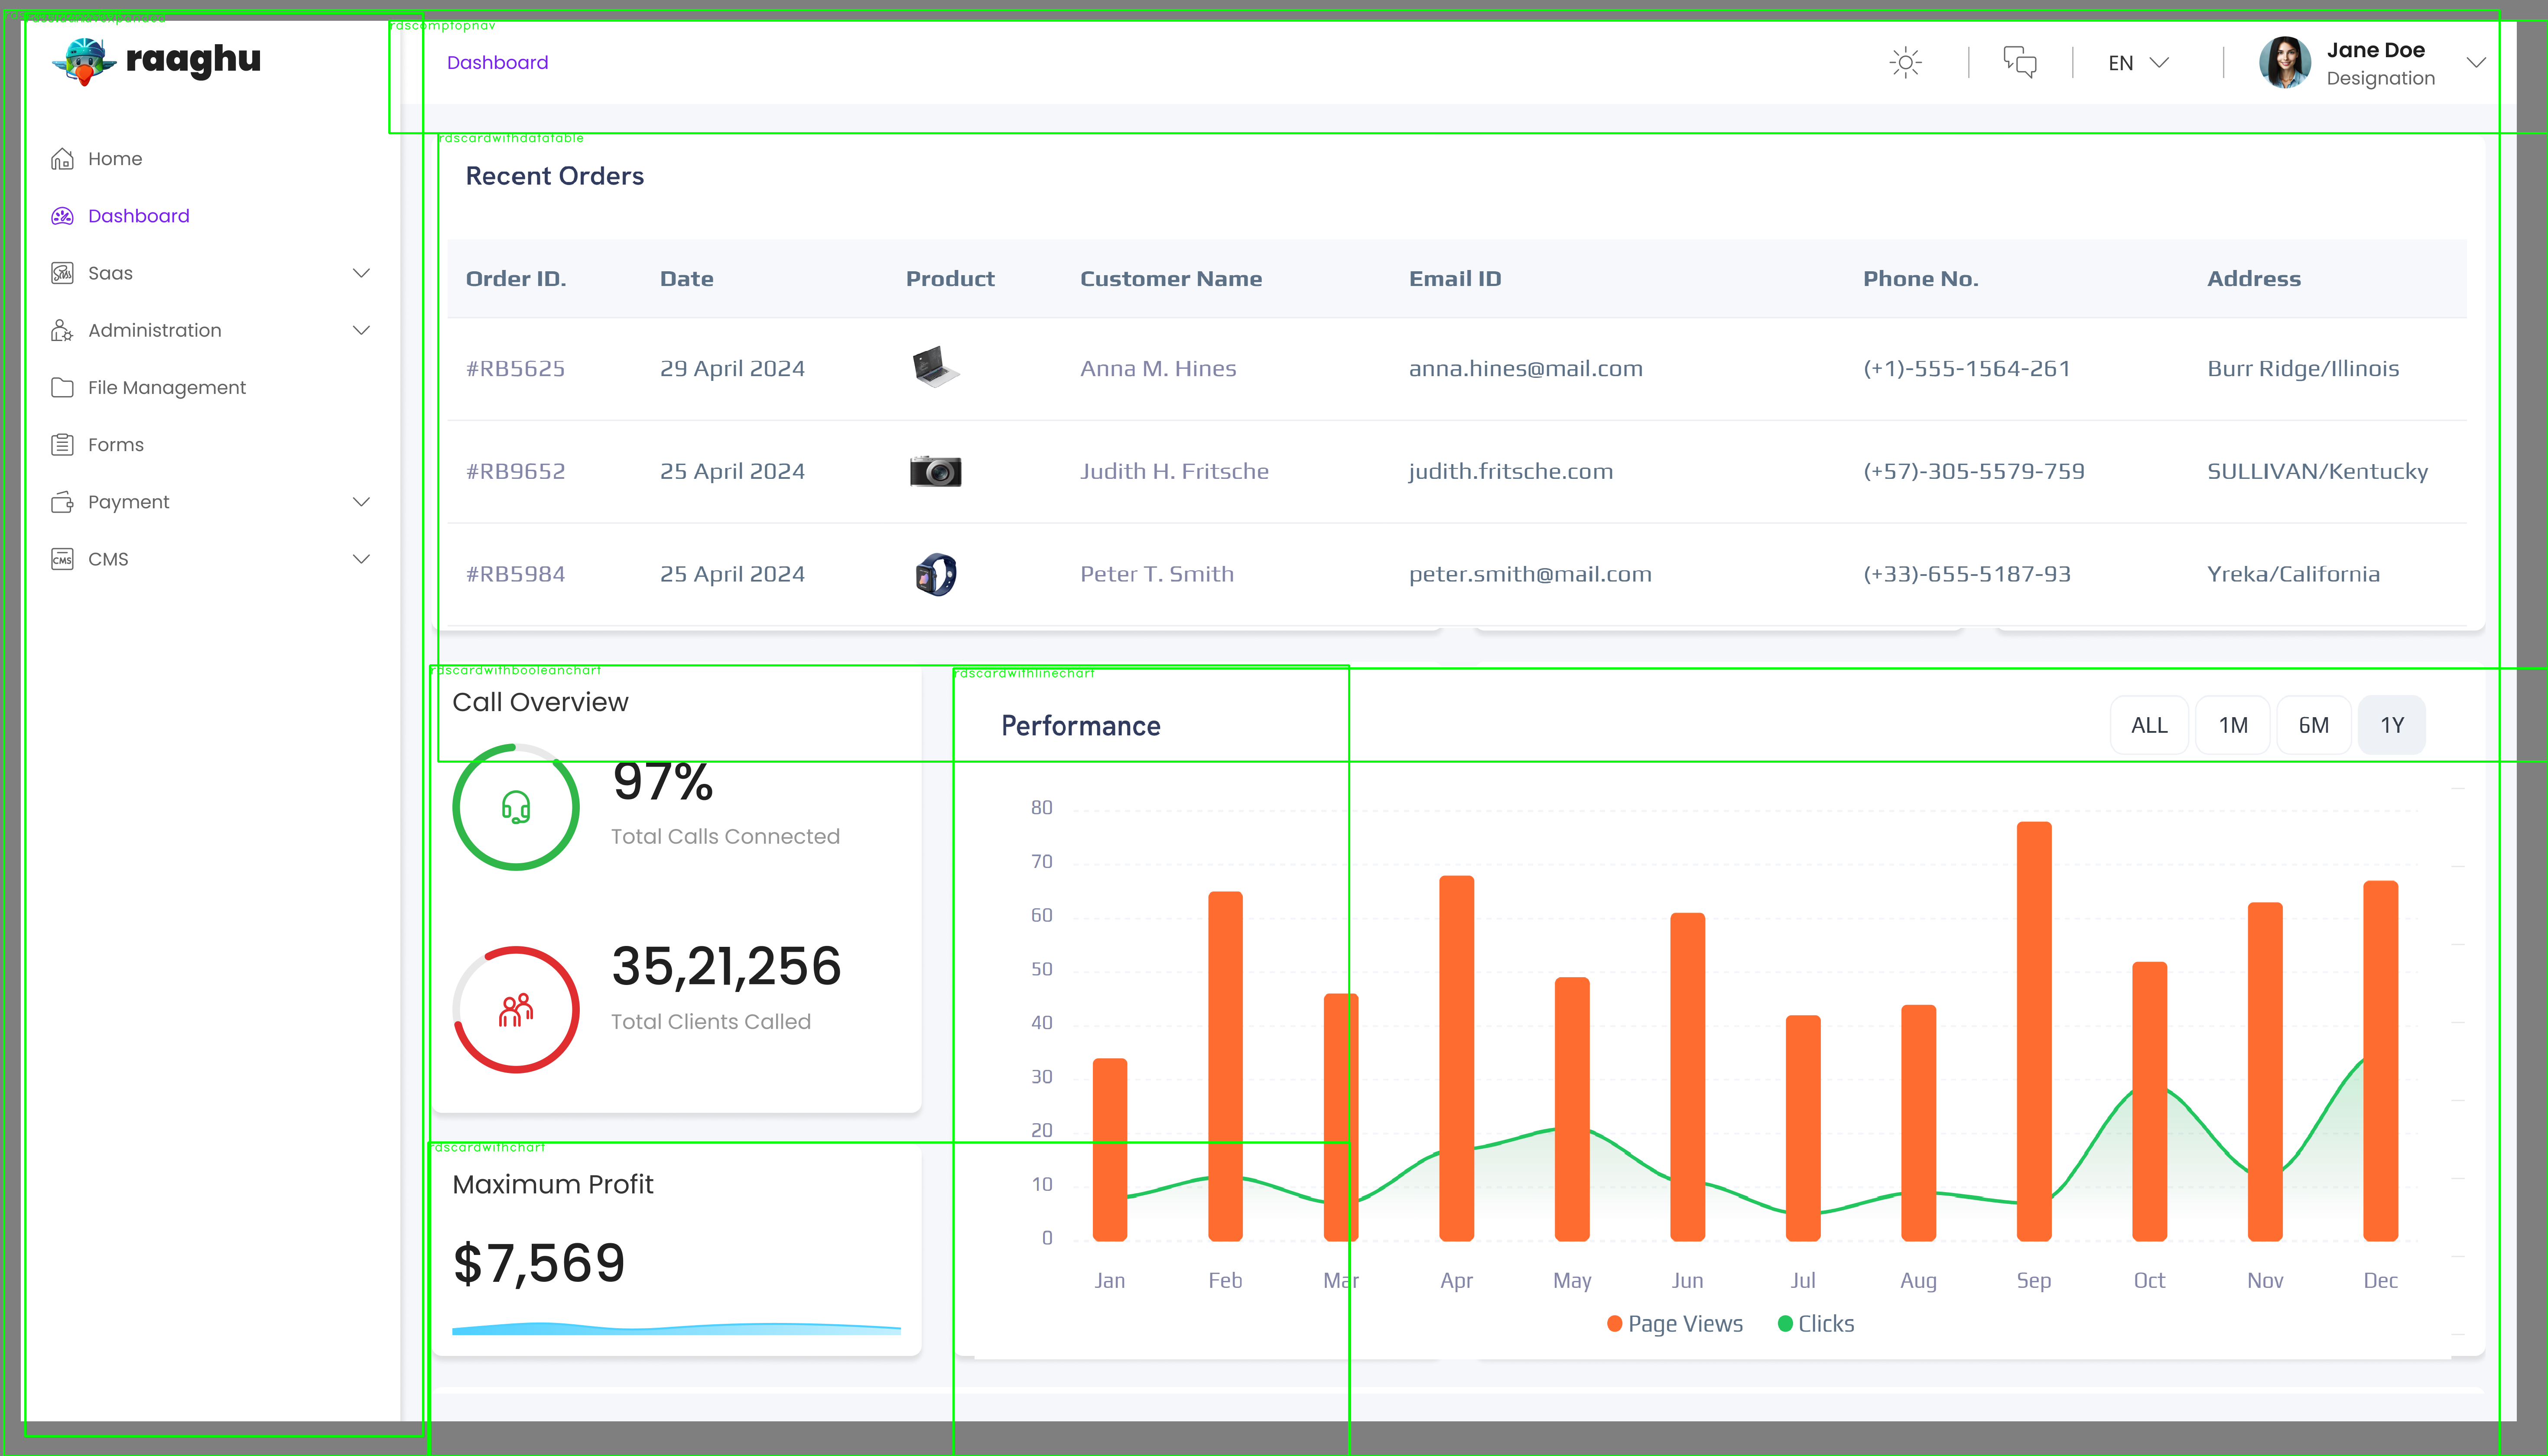 rdscomptopnav
raaghu
Dashboard
EN
Jane Doe
Designation
Home
Dashboard
Saas
Administration
File Management
Forms
Payment
CMS
CMS
rdscardwithdatatable
Recent Orders
Order ID. Date Product Customer Name Email ID Phone No. Address
#RB5625 29 April 2024 Anna M. Hines anna.hines@mail.com (+1)-555-1564-261 Burr Ridge/Illinois
#RB9652 25 April 2024 Judith H. Fritsche judith.fritsche.com (+57)-305-5579-759 SULLIVAN/Kentucky
#RB5984 25 April 2024 Peter T. Smith peter.smith@mail.com (+33)-655-5187-93 Yreka/California
rdscardwithbooleanchart
Call Overview
97%
Total Calls Connected
35,21,256
Total Clients Called
rdscardwithchart
Maximum Profit
$7,569
rdscardwithlinechart
Performance
ALL 1M 6M 1Y
80
70
60
50
40
30
20
10
0
Jan Feb Mar Apr May Jun Jul Aug Sep Oct Nov Dec
Page Views Clicks